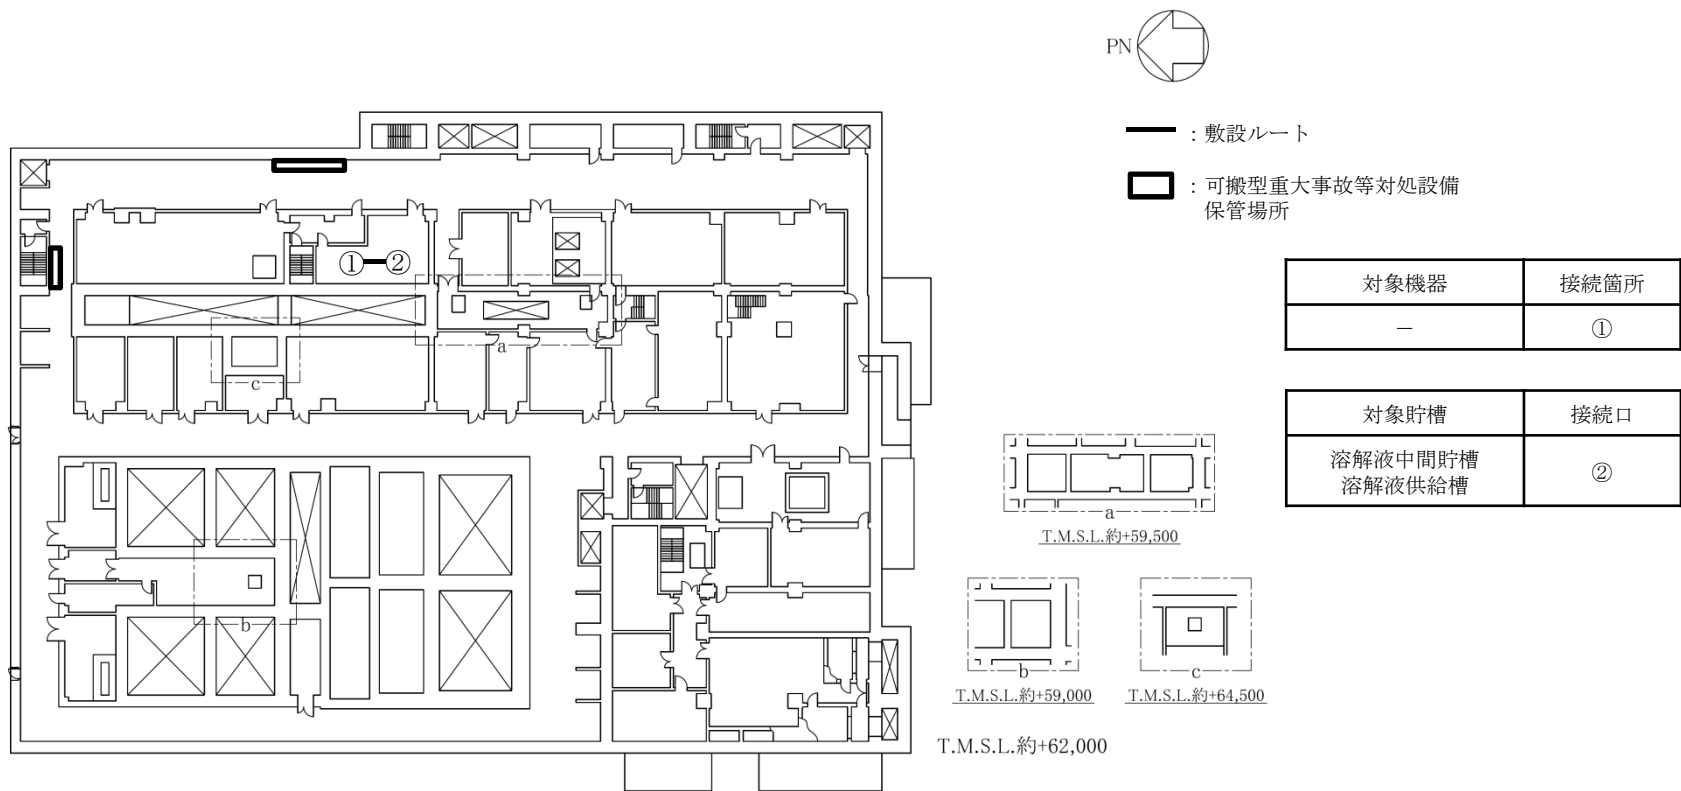 PN
：敷設ルート
：可搬型重大事故等対処設備
保管場所
① ②
対象機器 接続箇所
－ ①
a
c
対象貯槽 接続口
溶解液中間貯槽
溶解液供給槽
②
a
T.M.S.L.約+59,500
b
b
T.M.S.L.約+59,000
c
T.M.S.L.約+64,500
T.M.S.L.約+62,000